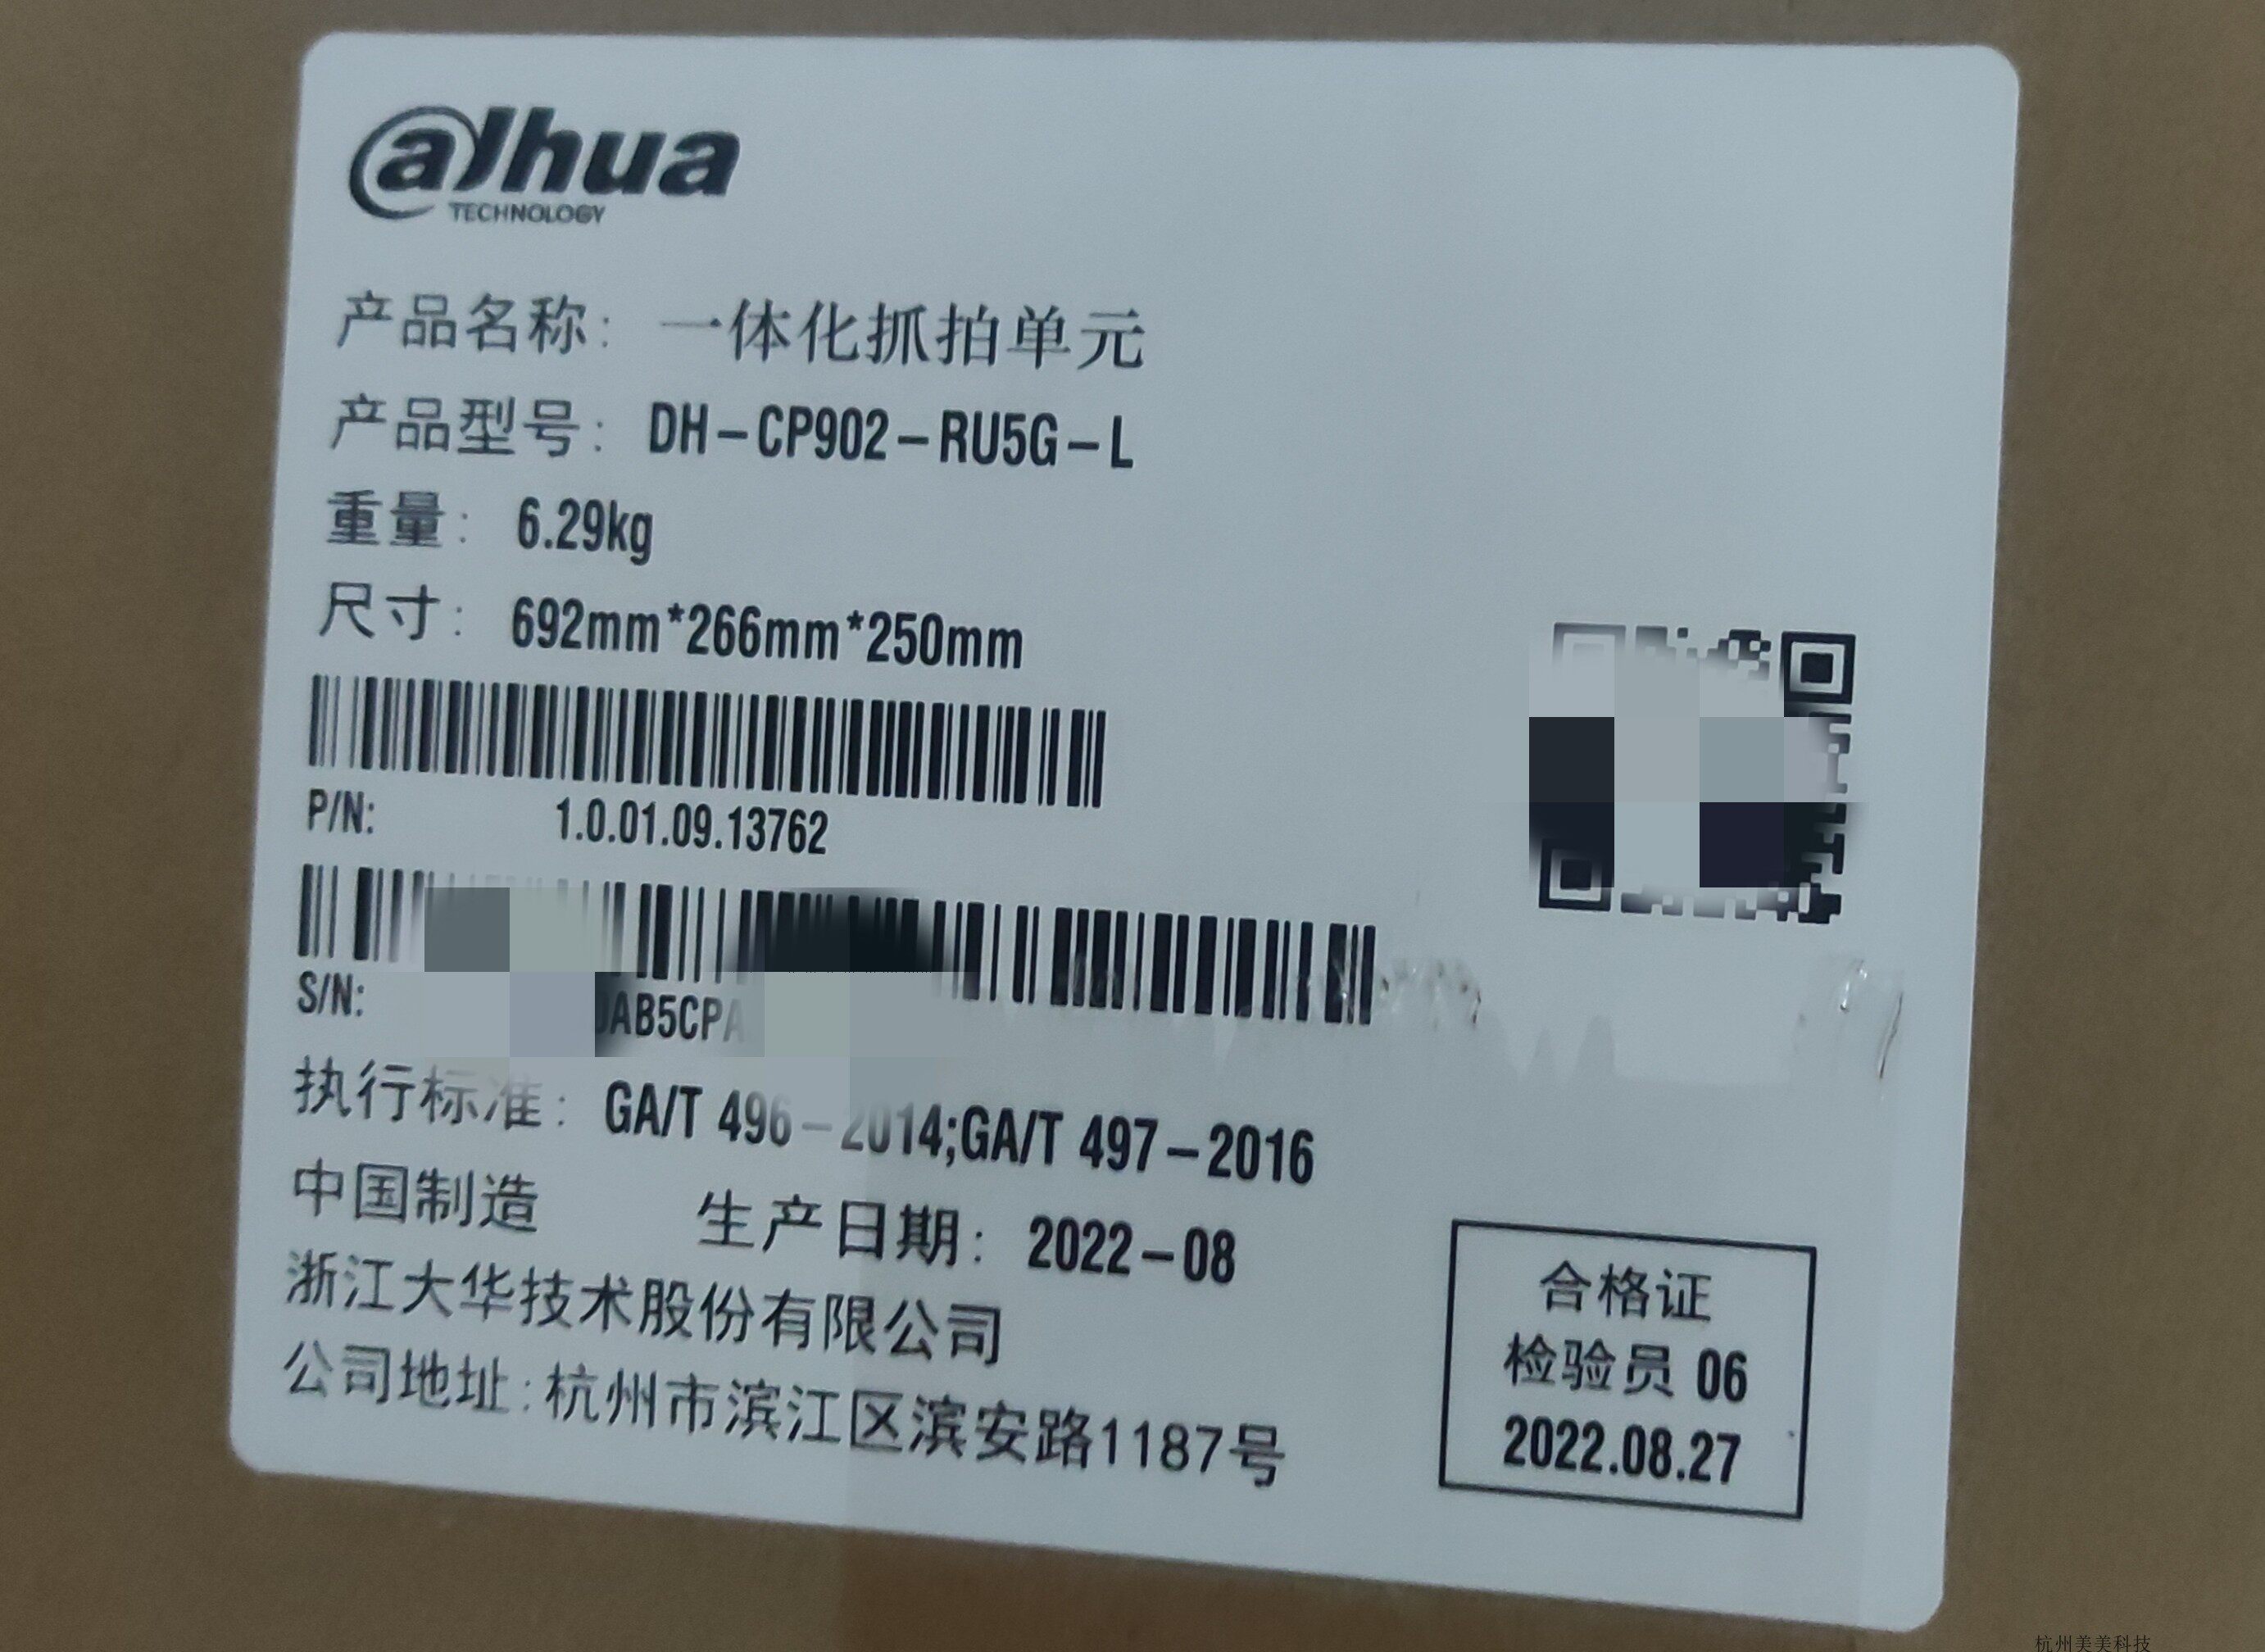 alhua
TECHNOLOGY
产品名称: 一体化抓拍单元
产品型号: DH-CP902-RU5G-L
重量: 6.29kg
尺寸: 692mm*266mm*250mm
P/N: 1.0.01.09.13762
S/N: AB5CPA
执行标准: GA/T 496-2014;GA/T 497-2016
中国制造 生产日期: 2022-08
浙江大华技术股份有限公司
公司地址:杭州市滨江区滨安路1187号
合格证
检验员 06
2022.08.27
杭州美美科技